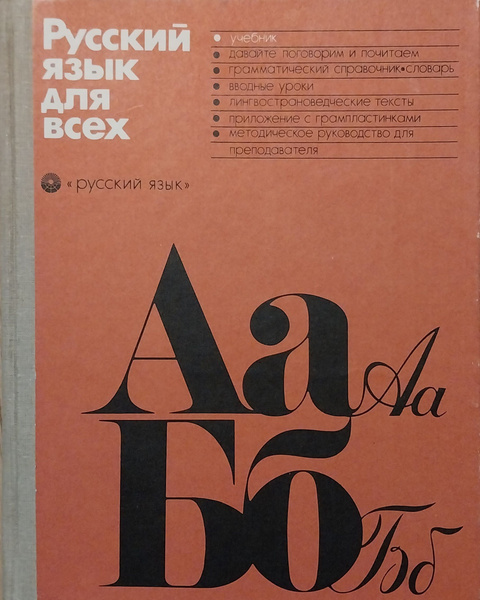 Русский
язык
для
всех
учебник
давайте поговорим и почитаем
грамматический справочник•словарь
вводные уроки
лингвострановедческие тексты
приложение с грампластинками
методическое руководство для
преподавателя
«русский язык»
Аа Аа
Бб Бб